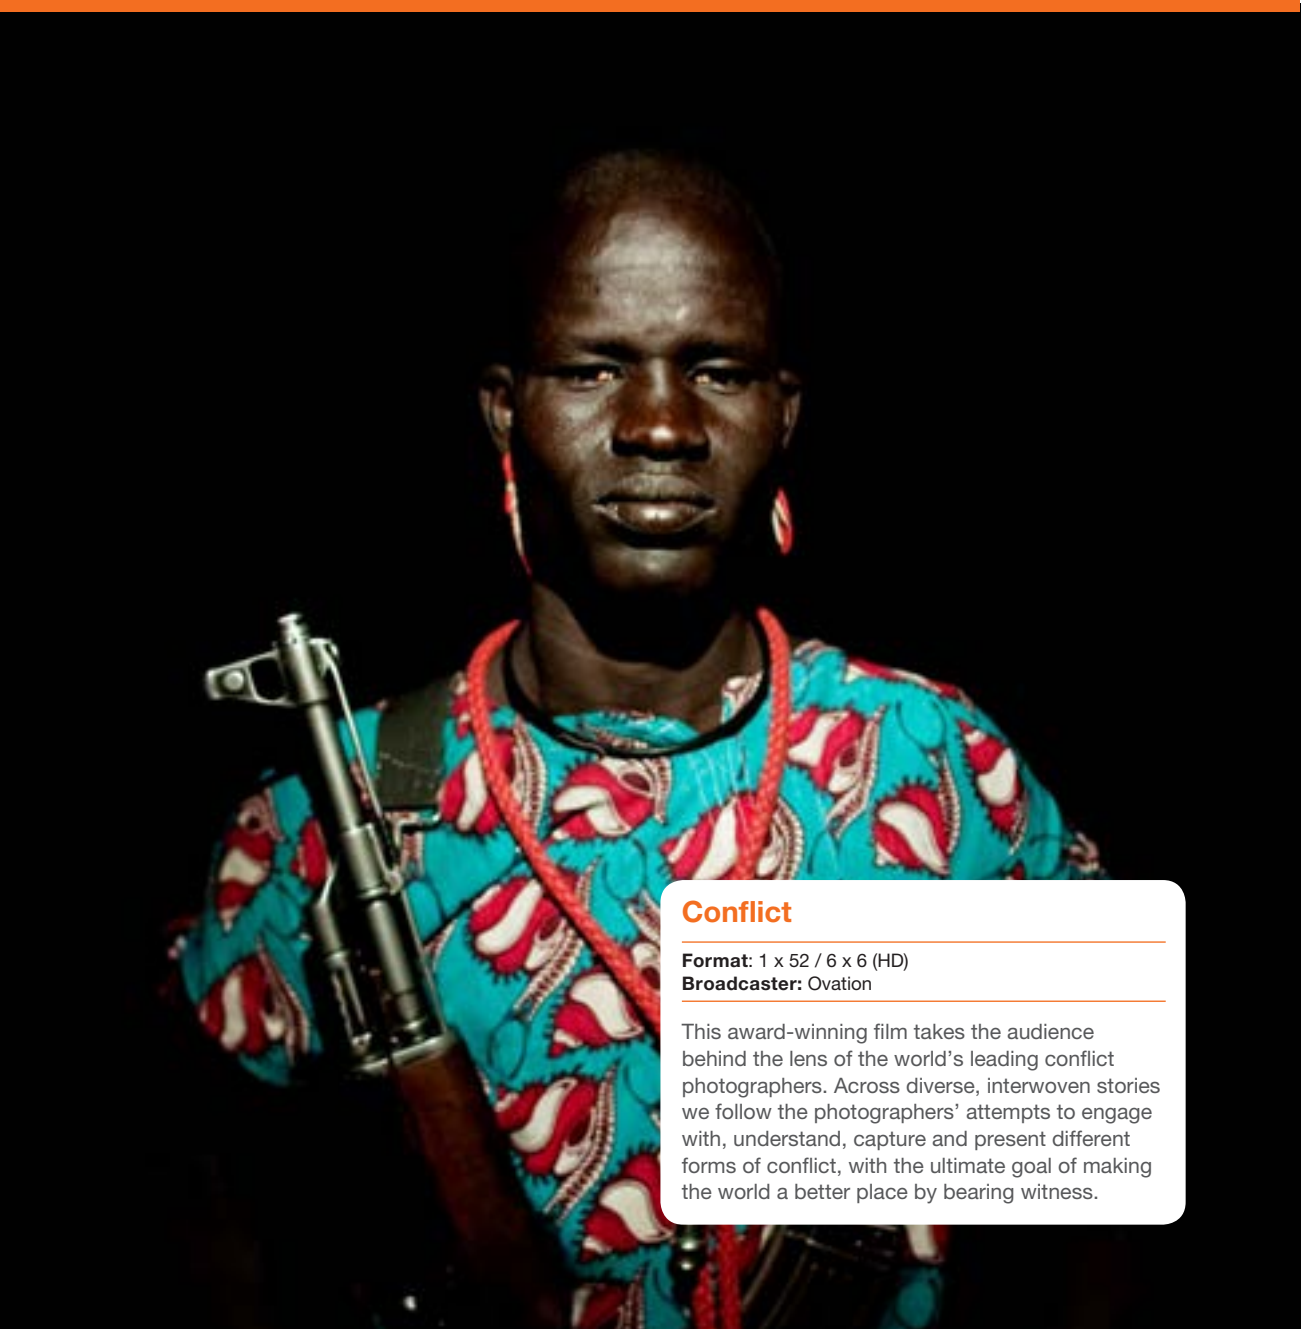 Conflict
Format: 1 x 52 / 6 x 6 (HD)
Broadcaster: Ovation
This award-winning film takes the audience
behind the lens of the world’s leading conflict
photographers. Across diverse, interwoven stories
we follow the photographers’ attempts to engage
with, understand, capture and present different
forms of conflict, with the ultimate goal of making
the world a better place by bearing witness.